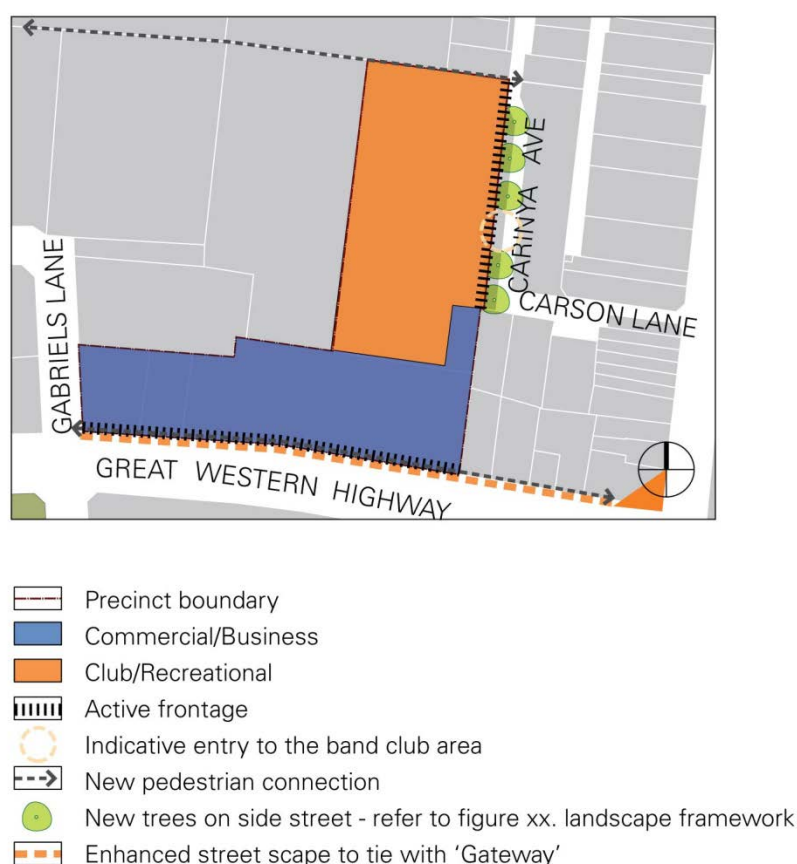 CARINYA AVE
CARSON LANE
GABRIELS LANE
GREAT WESTERN HIGHWAY
Precinct boundary
Commercial/Business
Club/Recreational
Active frontage
Indicative entry to the band club area
New pedestrian connection
New trees on side street - refer to figure xx. landscape framework
Enhanced street scape to tie with ‘Gateway’